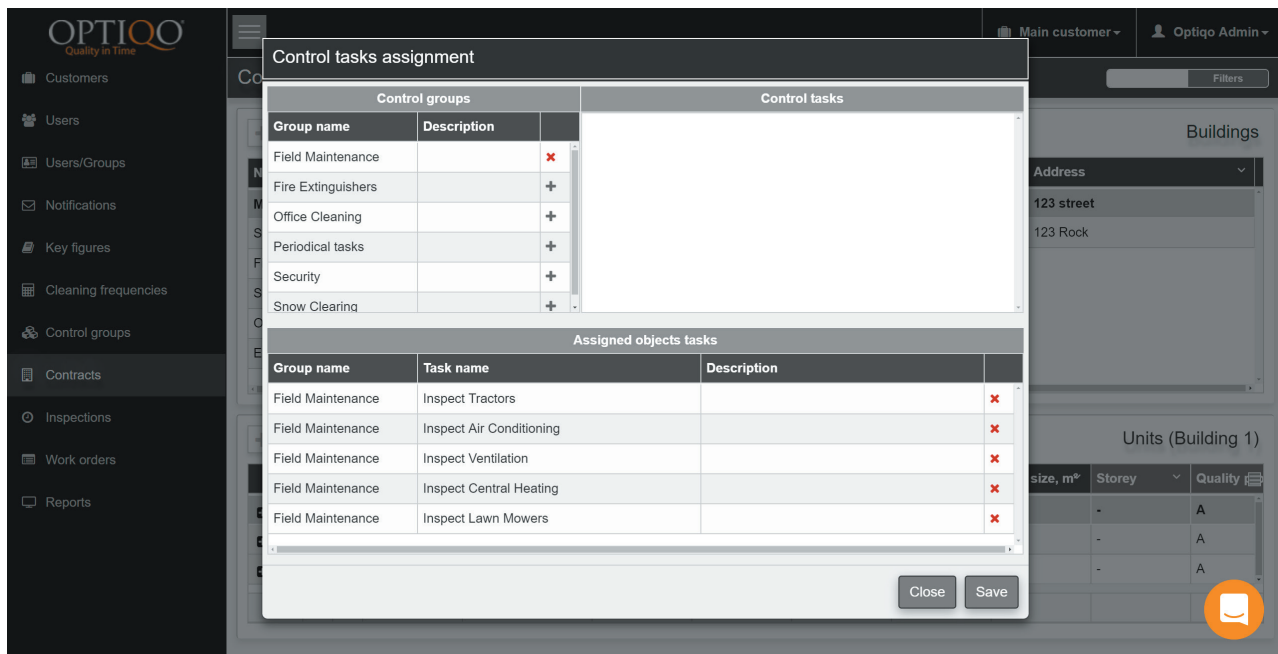 OPTIQO
Quality in Time
Main customer
Optiqo Admin
Customers
Users
Users/Groups
Notifications
Key figures
Cleaning frequencies
Control groups
Contracts
Inspections
Work orders
Reports
Co
Filters
Control tasks assignment
Control groups
Control tasks
Group name Description
Field Maintenance
Fire Extinguishers
Office Cleaning
Periodical tasks
Security
Snow Clearing
Assigned objects tasks
Group name Task name Description
Field Maintenance Inspect Tractors
Field Maintenance Inspect Air Conditioning
Field Maintenance Inspect Ventilation
Field Maintenance Inspect Central Heating
Field Maintenance Inspect Lawn Mowers
Close Save
Buildings
Address
123 street
123 Rock
Units (Building 1)
size, m² Storey Quality
- A
- A
- A